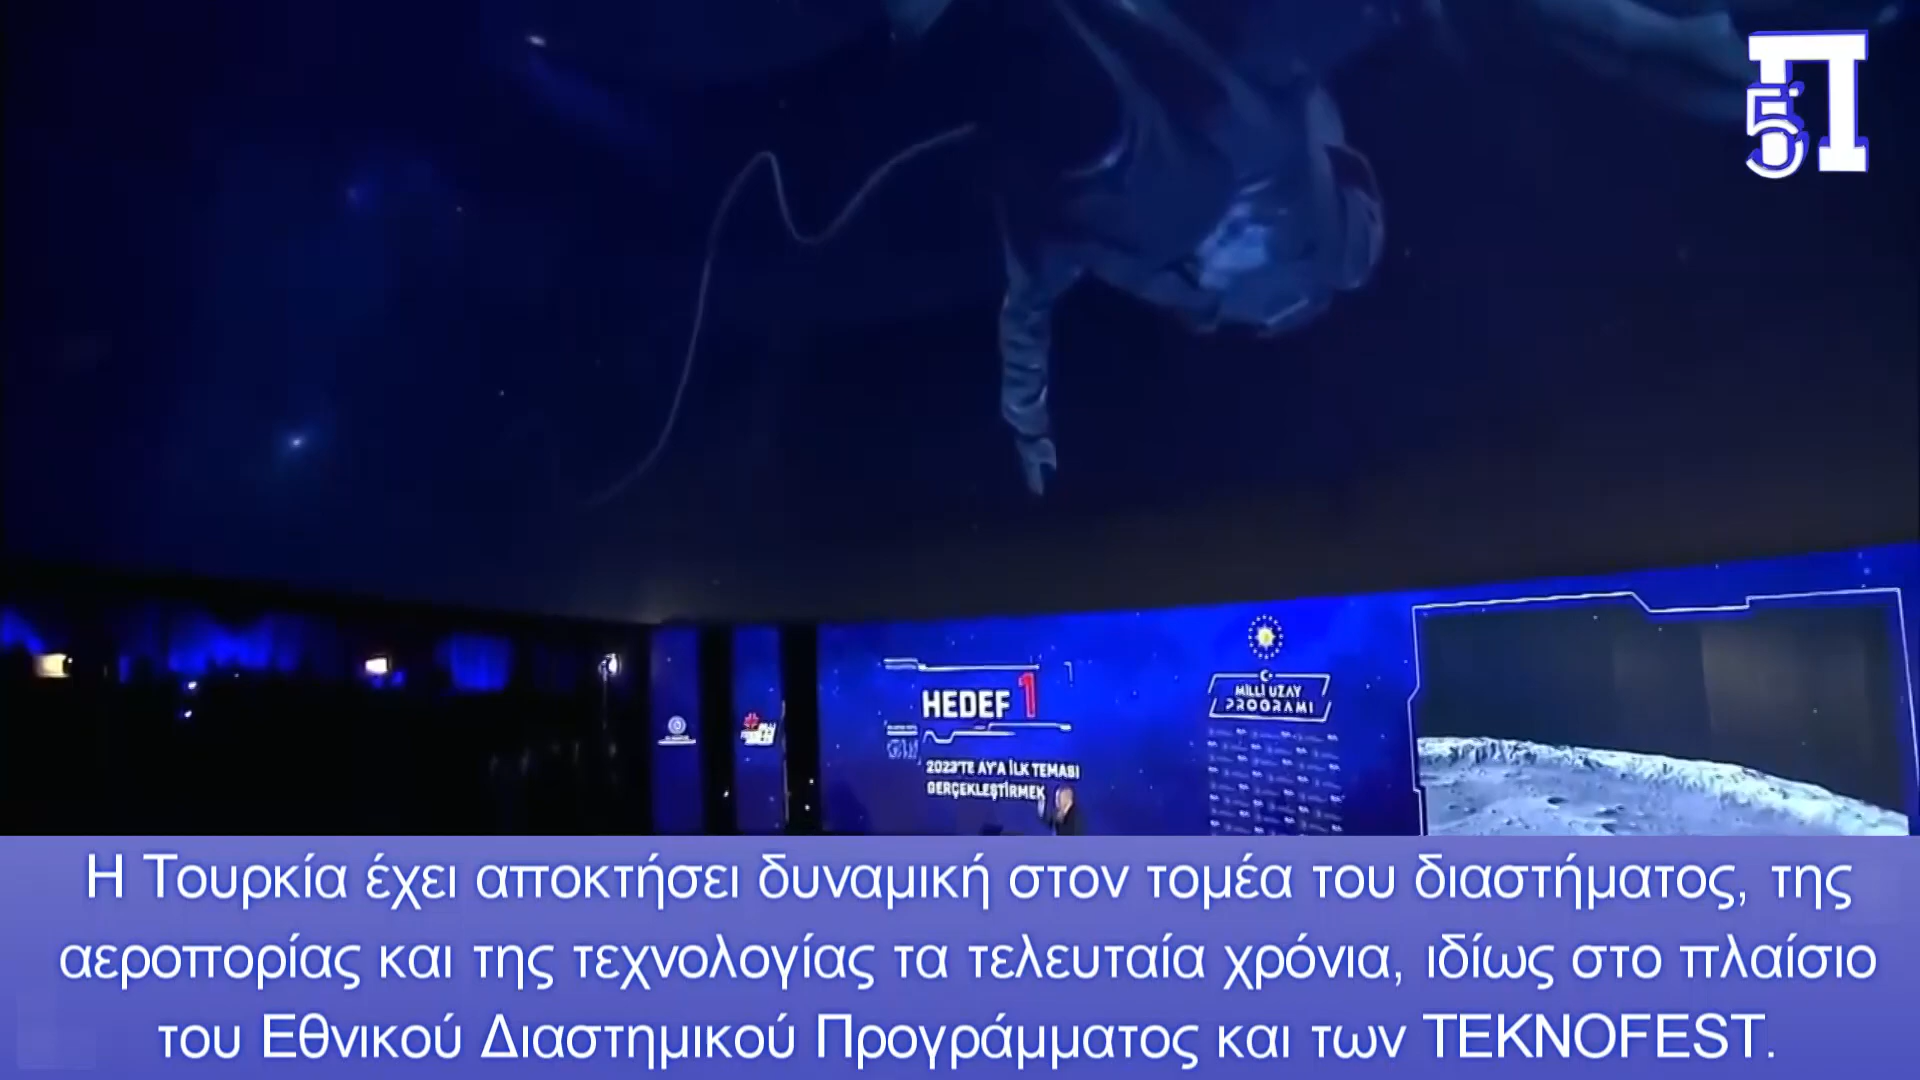 5
Π
HEDEF 1
2023'TE AY'A İLK TEMASI
GERÇEKLEŞTİRMEK
MİLLİ UZAY
PROGRAMI
Η Τουρκία έχει αποκτήσει δυναμική στον τομέα του διαστήματος, της
αεροπορίας και της τεχνολογίας τα τελευταία χρόνια, ιδίως στο πλαίσιο
του Εθνικού Διαστημικού Προγράμματος και των TEKNOFEST.